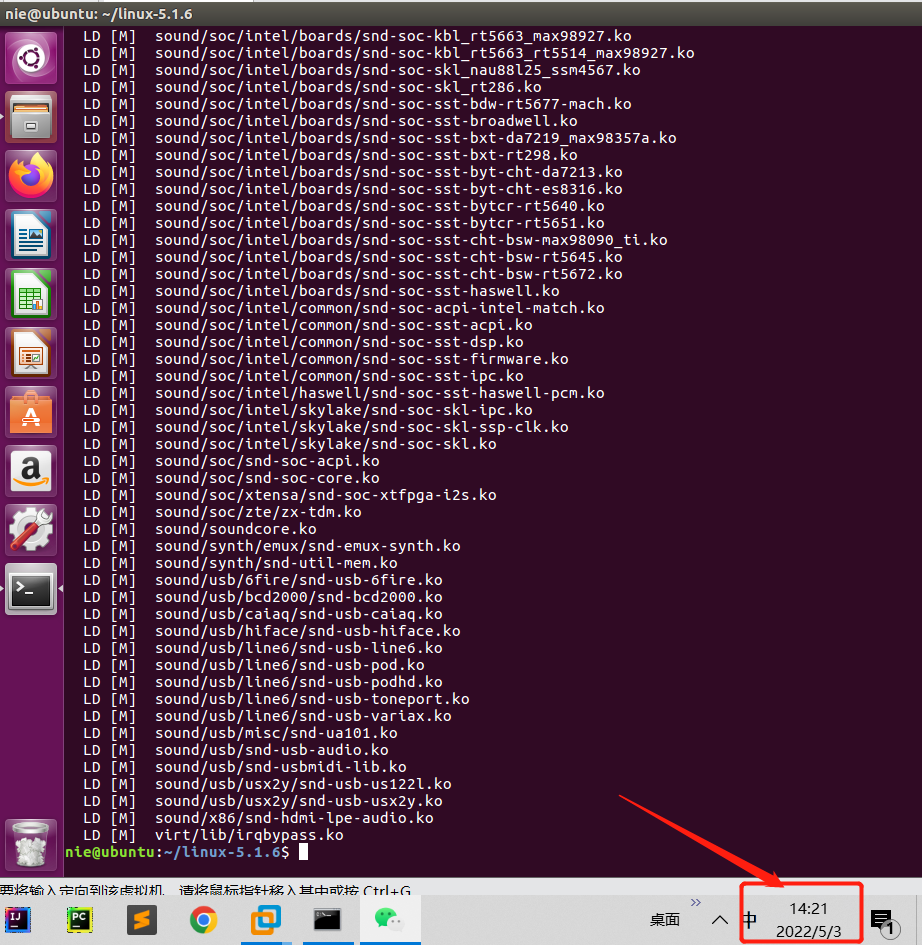 nie@ubuntu: ~/linux-5.1.6
LD [M]  sound/soc/intel/boards/snd-soc-kbl_rt5663_max98927.ko
LD [M]  sound/soc/intel/boards/snd-soc-kbl_rt5663_rt5514_max98927.ko
LD [M]  sound/soc/intel/boards/snd-soc-skl_nau88l25_ssm4567.ko
LD [M]  sound/soc/intel/boards/snd-soc-skl_rt286.ko
LD [M]  sound/soc/intel/boards/snd-soc-sst-bdw-rt5677-mach.ko
LD [M]  sound/soc/intel/boards/snd-soc-sst-broadwell.ko
LD [M]  sound/soc/intel/boards/snd-soc-sst-bxt-da7219_max98357a.ko
LD [M]  sound/soc/intel/boards/snd-soc-sst-bxt-rt298.ko
LD [M]  sound/soc/intel/boards/snd-soc-sst-byt-cht-da7213.ko
LD [M]  sound/soc/intel/boards/snd-soc-sst-byt-cht-es8316.ko
LD [M]  sound/soc/intel/boards/snd-soc-sst-bytcr-rt5640.ko
LD [M]  sound/soc/intel/boards/snd-soc-sst-bytcr-rt5651.ko
LD [M]  sound/soc/intel/boards/snd-soc-sst-cht-bsw-max98090_ti.ko
LD [M]  sound/soc/intel/boards/snd-soc-sst-cht-bsw-rt5645.ko
LD [M]  sound/soc/intel/boards/snd-soc-sst-cht-bsw-rt5672.ko
LD [M]  sound/soc/intel/boards/snd-soc-sst-haswell.ko
LD [M]  sound/soc/intel/common/snd-soc-acpi-intel-match.ko
LD [M]  sound/soc/intel/common/snd-soc-sst-acpi.ko
LD [M]  sound/soc/intel/common/snd-soc-sst-dsp.ko
LD [M]  sound/soc/intel/common/snd-soc-sst-firmware.ko
LD [M]  sound/soc/intel/common/snd-soc-sst-ipc.ko
LD [M]  sound/soc/intel/haswell/snd-soc-sst-haswell-pcm.ko
LD [M]  sound/soc/intel/skylake/snd-soc-skl-ipc.ko
LD [M]  sound/soc/intel/skylake/snd-soc-skl-ssp-clk.ko
LD [M]  sound/soc/intel/skylake/snd-soc-skl.ko
LD [M]  sound/soc/snd-soc-acpi.ko
LD [M]  sound/soc/snd-soc-core.ko
LD [M]  sound/soc/xtensa/snd-soc-xtfpga-i2s.ko
LD [M]  sound/soc/zte/zx-tdm.ko
LD [M]  sound/soundcore.ko
LD [M]  sound/synth/emux/snd-emux-synth.ko
LD [M]  sound/synth/snd-util-mem.ko
LD [M]  sound/usb/6fire/snd-usb-6fire.ko
LD [M]  sound/usb/bcd2000/snd-bcd2000.ko
LD [M]  sound/usb/caiaq/snd-usb-caiaq.ko
LD [M]  sound/usb/hiface/snd-usb-hiface.ko
LD [M]  sound/usb/line6/snd-usb-line6.ko
LD [M]  sound/usb/line6/snd-usb-pod.ko
LD [M]  sound/usb/line6/snd-usb-podhd.ko
LD [M]  sound/usb/line6/snd-usb-toneport.ko
LD [M]  sound/usb/line6/snd-usb-variax.ko
LD [M]  sound/usb/misc/snd-ua101.ko
LD [M]  sound/usb/snd-usb-audio.ko
LD [M]  sound/usb/snd-usbmidi-lib.ko
LD [M]  sound/usb/usx2y/snd-usb-us122l.ko
LD [M]  sound/usb/usx2y/snd-usb-usx2y.ko
LD [M]  sound/x86/snd-hdmi-lpe-audio.ko
LD [M]  virt/lib/irqbypass.ko
nie@ubuntu:~/linux-5.1.6$
要将输入定向到该虚拟机，请将鼠标指针移入其中或按 Ctrl+G
IJ
PC
桌面
中
14:21
2022/5/3
1